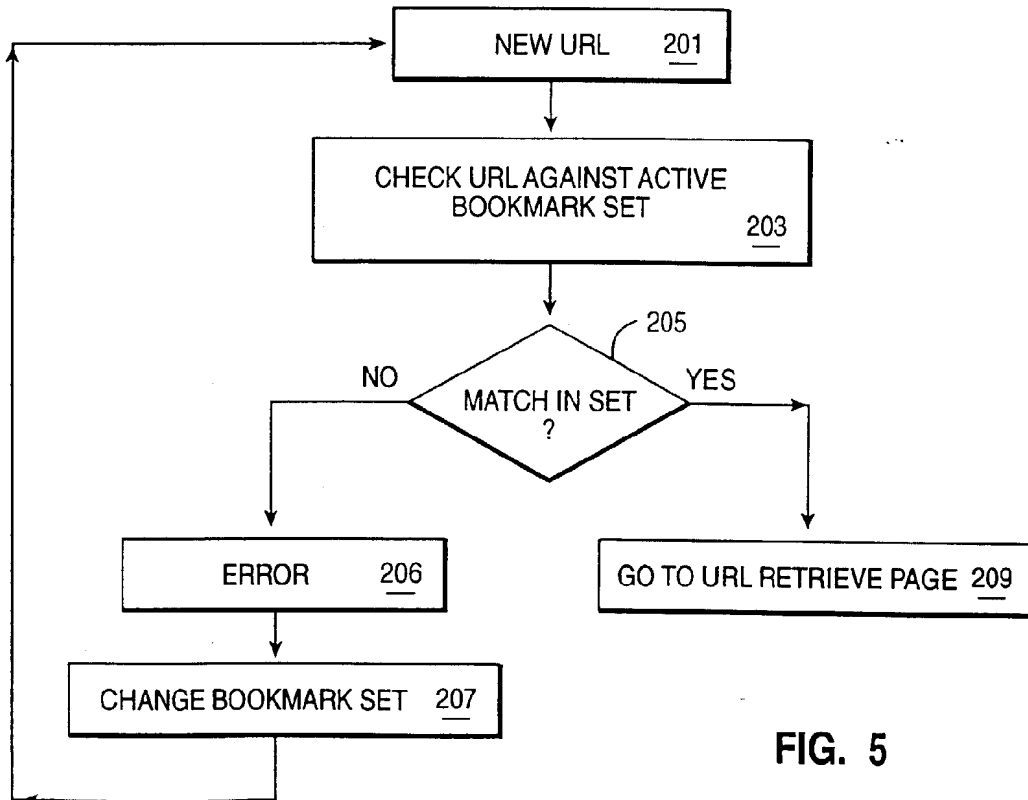 NEW URL 201
CHECK URL AGAINST ACTIVE
BOOKMARK SET
203
205
NO
YES
MATCH IN SET
?
ERROR 206
GO TO URL RETRIEVE PAGE 209
CHANGE BOOKMARK SET 207
FIG. 5